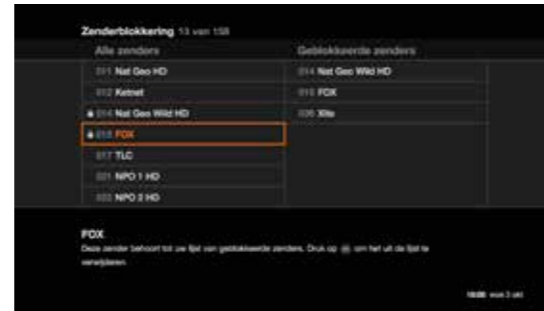 Zenderblokkering 13 van 158
Alle zenders
Geblokkeerde zenders
011 Nat Geo HD
012 Ketnet
014 Nat Geo Wild HD
015 FOX
017 TLC
021 NPO 1 HD
022 NPO 2 HD
014 Nat Geo Wild HD
015 FOX
Xite
FOX
Deze zender behoort tot uw lijst van geblokkeerde zenders. Druk op om het uit de lijst te
verwijderen.